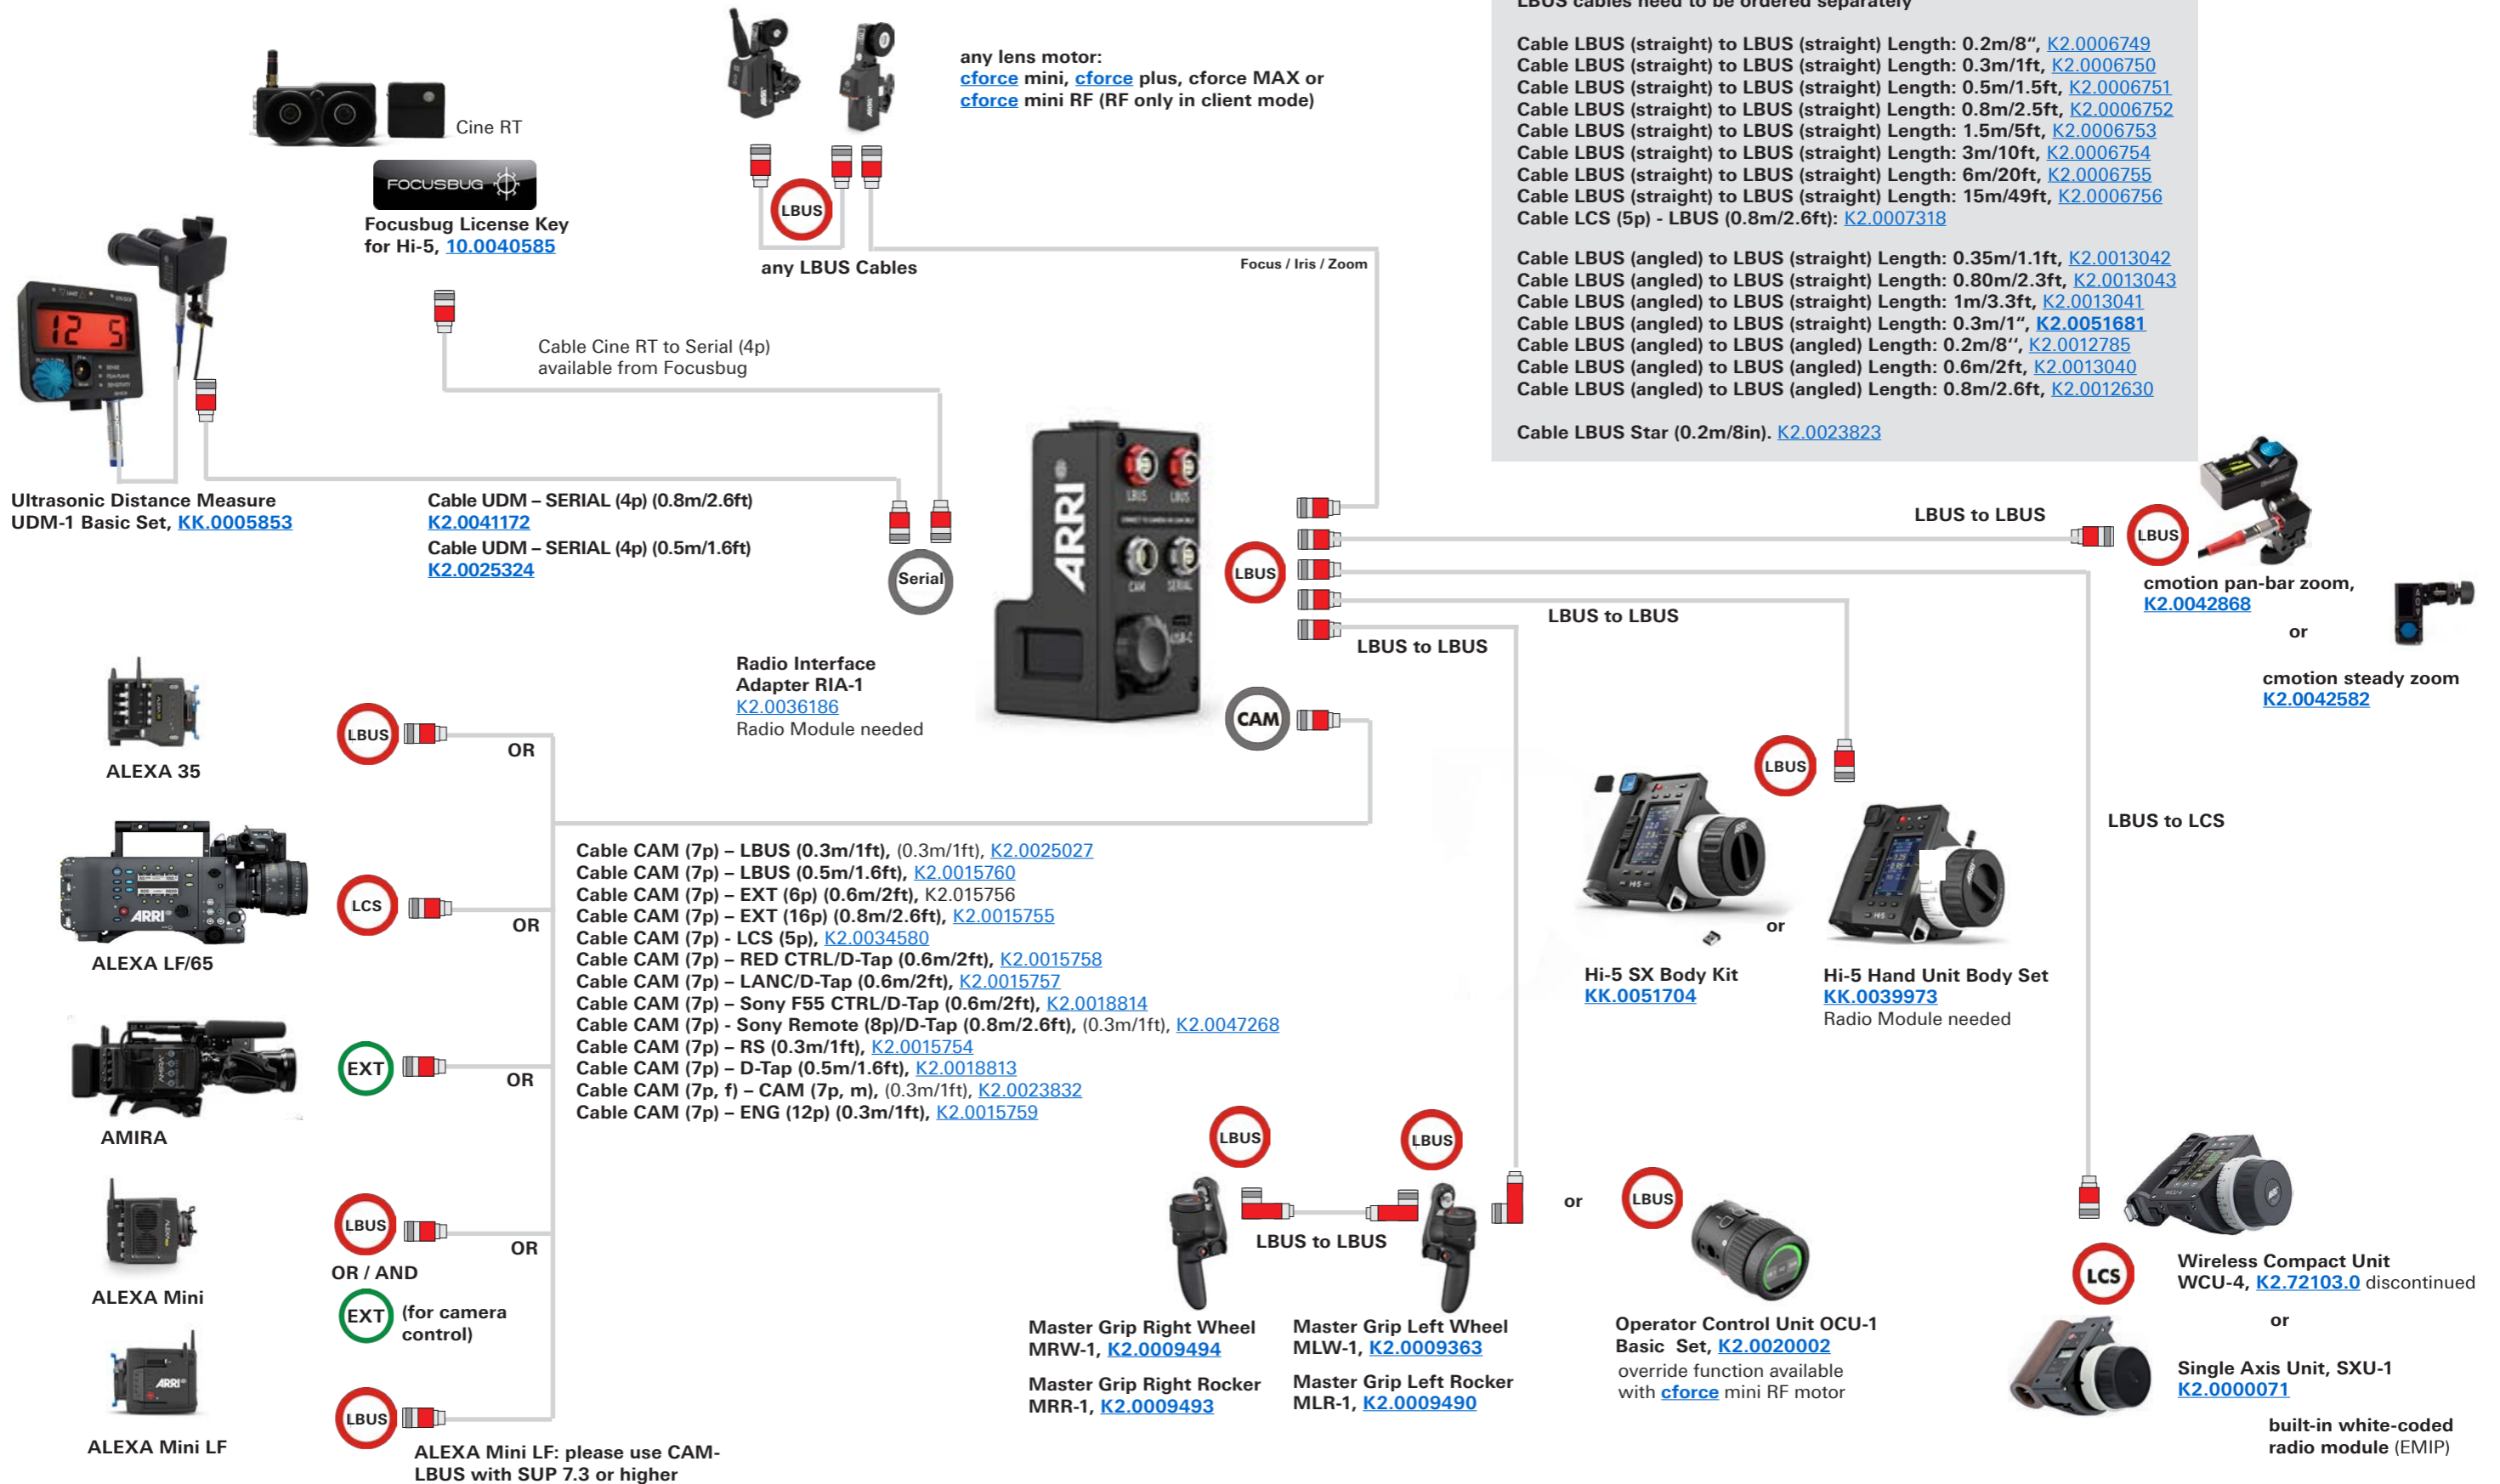 LBUS cables need to be ordered separately
Cable LBUS (straight) to LBUS (straight) Length: 0.2m/8“, K2.0006749
Cable LBUS (straight) to LBUS (straight) Length: 0.3m/1ft, K2.0006750
Cable LBUS (straight) to LBUS (straight) Length: 0.5m/1.5ft, K2.0006751
Cable LBUS (straight) to LBUS (straight) Length: 0.8m/2.5ft, K2.0006752
Cable LBUS (straight) to LBUS (straight) Length: 1.5m/5ft, K2.0006753
Cable LBUS (straight) to LBUS (straight) Length: 3m/10ft, K2.0006754
Cable LBUS (straight) to LBUS (straight) Length: 6m/20ft, K2.0006755
Cable LBUS (straight) to LBUS (straight) Length: 15m/49ft, K2.0006756
Cable LCS (5p) - LBUS (0.8m/2.6ft): K2.0007318
Cable LBUS (angled) to LBUS (straight) Length: 0.35m/1.1ft, K2.0013042
Cable LBUS (angled) to LBUS (straight) Length: 0.80m/2.3ft, K2.0013043
Cable LBUS (angled) to LBUS (straight) Length: 1m/3.3ft, K2.0013041
Cable LBUS (angled) to LBUS (straight) Length: 0.3m/1“, K2.0051681
Cable LBUS (angled) to LBUS (angled) Length: 0.2m/8‘‘, K2.0012785
Cable LBUS (angled) to LBUS (angled) Length: 0.6m/2ft, K2.0013040
Cable LBUS (angled) to LBUS (angled) Length: 0.8m/2.6ft, K2.0012630
Cable LBUS Star (0.2m/8in). K2.0023823
any lens motor:
cforce mini, cforce plus, cforce MAX or
cforce mini RF (RF only in client mode)
Cine RT
FOCUSBUG
Focusbug License Key
for Hi-5, 10.0040585
LBUS
any LBUS Cables
Focus / Iris / Zoom
12 5
Cable Cine RT to Serial (4p)
available from Focusbug
Ultrasonic Distance Measure
UDM-1 Basic Set, KK.0005853
Cable UDM – SERIAL (4p) (0.8m/2.6ft)
K2.0041172
Cable UDM – SERIAL (4p) (0.5m/1.6ft)
K2.0025324
Serial
ARRI
LBUS LBUS
CAM SERIAL
USB-C
Radio Interface
Adapter RIA-1
K2.0036186
Radio Module needed
LBUS
CAM
LBUS to LBUS
LBUS
cmotion pan-bar zoom,
K2.0042868
or
cmotion steady zoom
K2.0042582
LBUS to LBUS
LBUS to LBUS
LBUS
LBUS to LCS
Hi-5 SX Body Kit
KK.0051704
or
Hi-5 Hand Unit Body Set
KK.0039973
Radio Module needed
ALEXA 35
LBUS
OR
ARRI
ALEXA LF/65
LCS
OR
AMIRA
EXT
OR
ALEXA Mini
LBUS
OR
OR / AND
EXT
(for camera
control)
ARRI
ALEXA Mini LF
LBUS
ALEXA Mini LF: please use CAM-
LBUS with SUP 7.3 or higher
Cable CAM (7p) – LBUS (0.3m/1ft), (0.3m/1ft), K2.0025027
Cable CAM (7p) – LBUS (0.5m/1.6ft), K2.0015760
Cable CAM (7p) – EXT (6p) (0.6m/2ft), K2.015756
Cable CAM (7p) – EXT (16p) (0.8m/2.6ft), K2.0015755
Cable CAM (7p) - LCS (5p), K2.0034580
Cable CAM (7p) – RED CTRL/D-Tap (0.6m/2ft), K2.0015758
Cable CAM (7p) – LANC/D-Tap (0.6m/2ft), K2.0015757
Cable CAM (7p) – Sony F55 CTRL/D-Tap (0.6m/2ft), K2.0018814
Cable CAM (7p) - Sony Remote (8p)/D-Tap (0.8m/2.6ft), (0.3m/1ft), K2.0047268
Cable CAM (7p) – RS (0.3m/1ft), K2.0015754
Cable CAM (7p) – D-Tap (0.5m/1.6ft), K2.0018813
Cable CAM (7p, f) – CAM (7p, m), (0.3m/1ft), K2.0023832
Cable CAM (7p) – ENG (12p) (0.3m/1ft), K2.0015759
LBUS
LBUS
LBUS to LBUS
or
LBUS
Master Grip Right Wheel
MRW-1, K2.0009494
Master Grip Right Rocker
MRR-1, K2.0009493
Master Grip Left Wheel
MLW-1, K2.0009363
Master Grip Left Rocker
MLR-1, K2.0009490
Operator Control Unit OCU-1
Basic Set, K2.0020002
override function available
with cforce mini RF motor
LCS
Wireless Compact Unit
WCU-4, K2.72103.0 discontinued
or
Single Axis Unit, SXU-1
K2.0000071
built-in white-coded
radio module (EMIP)